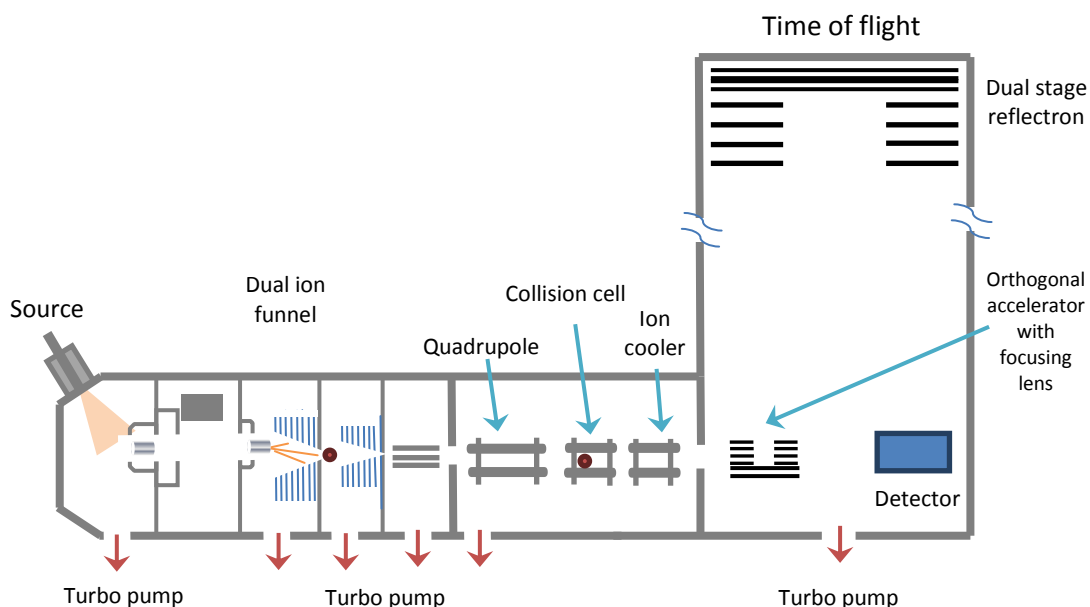 Time of flight
Dual stage
reflectron
Dual ion
funnel
Collision cell
Source
Ion
cooler
Quadrupole
Orthogonal
accelerator
with
focusing
lens
Detector
Turbo pump
Turbo pump
Turbo pump